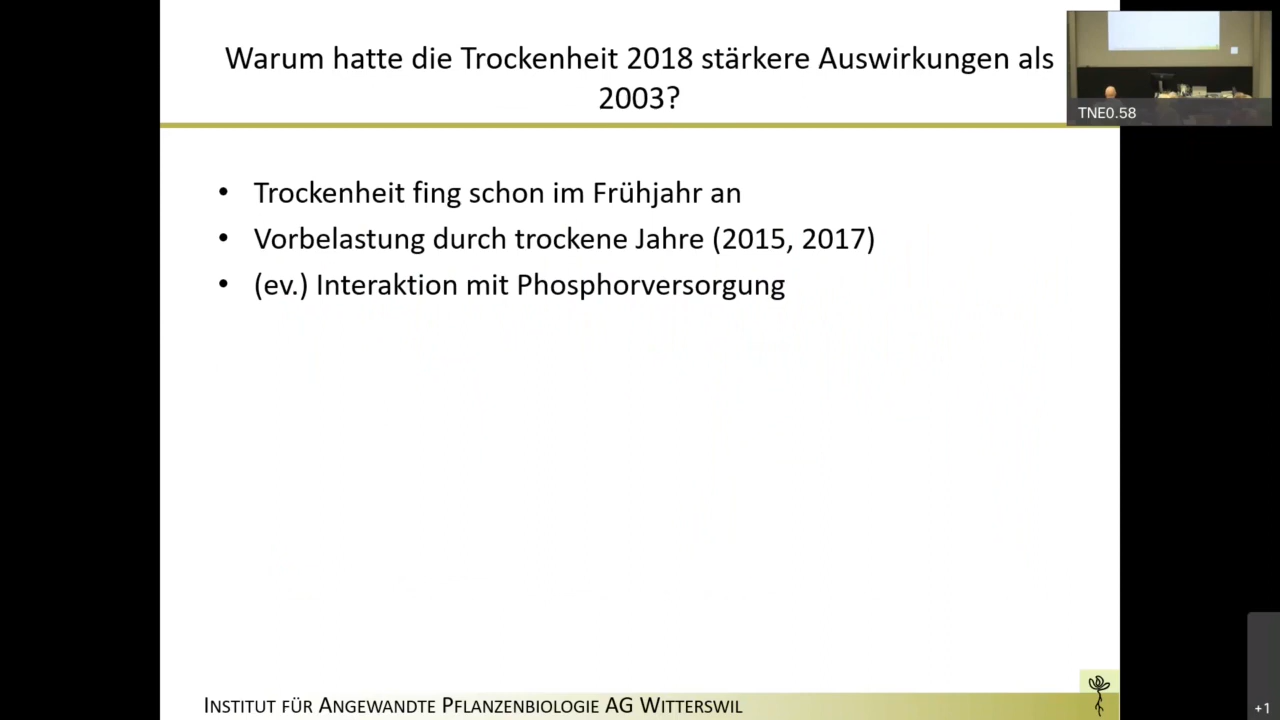 Warum hatte die Trockenheit 2018 stärkere Auswirkungen als
2003?
TNE0.58
• Trockenheit fing schon im Frühjahr an
• Vorbelastung durch trockene Jahre (2015, 2017)
• (ev.) Interaktion mit Phosphorversorgung
INSTITUT FÜR ANGEWANDTE PFLANZENBIOLOGIE AG WITTERSWIL
+1